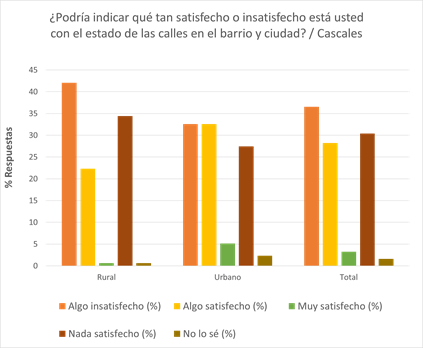 ¿Podría indicar qué tan satisfecho o insatisfecho está usted
con el estado de las calles en el barrio y ciudad? / Cascales
45
40
35
30
25
20
15
10
5
0
% Respuestas
Rural Urbano Total
Algo insatisfecho (%) Algo satisfecho (%) Muy satisfecho (%)
Nada satisfecho (%) No lo sé (%)